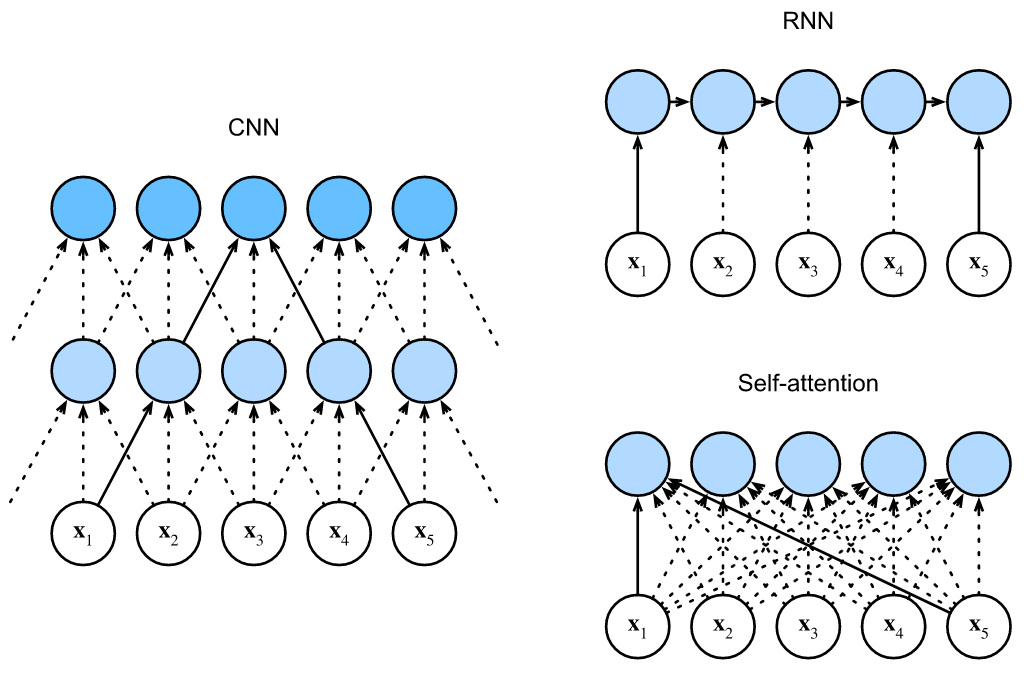 CNN
x1 x2 x3 x4 x5
RNN
x1 x2 x3 x4 x5
Self-attention
x1 x2 x3 x4 x5